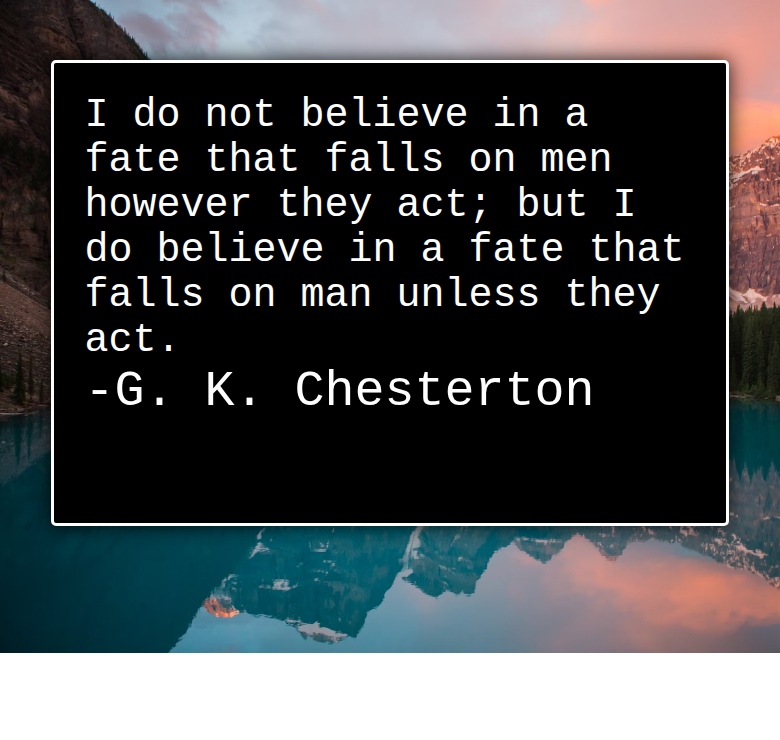 I do not believe in a
fate that falls on men
however they act; but I
do believe in a fate that
falls on man unless they
act.
-G. K. Chesterton